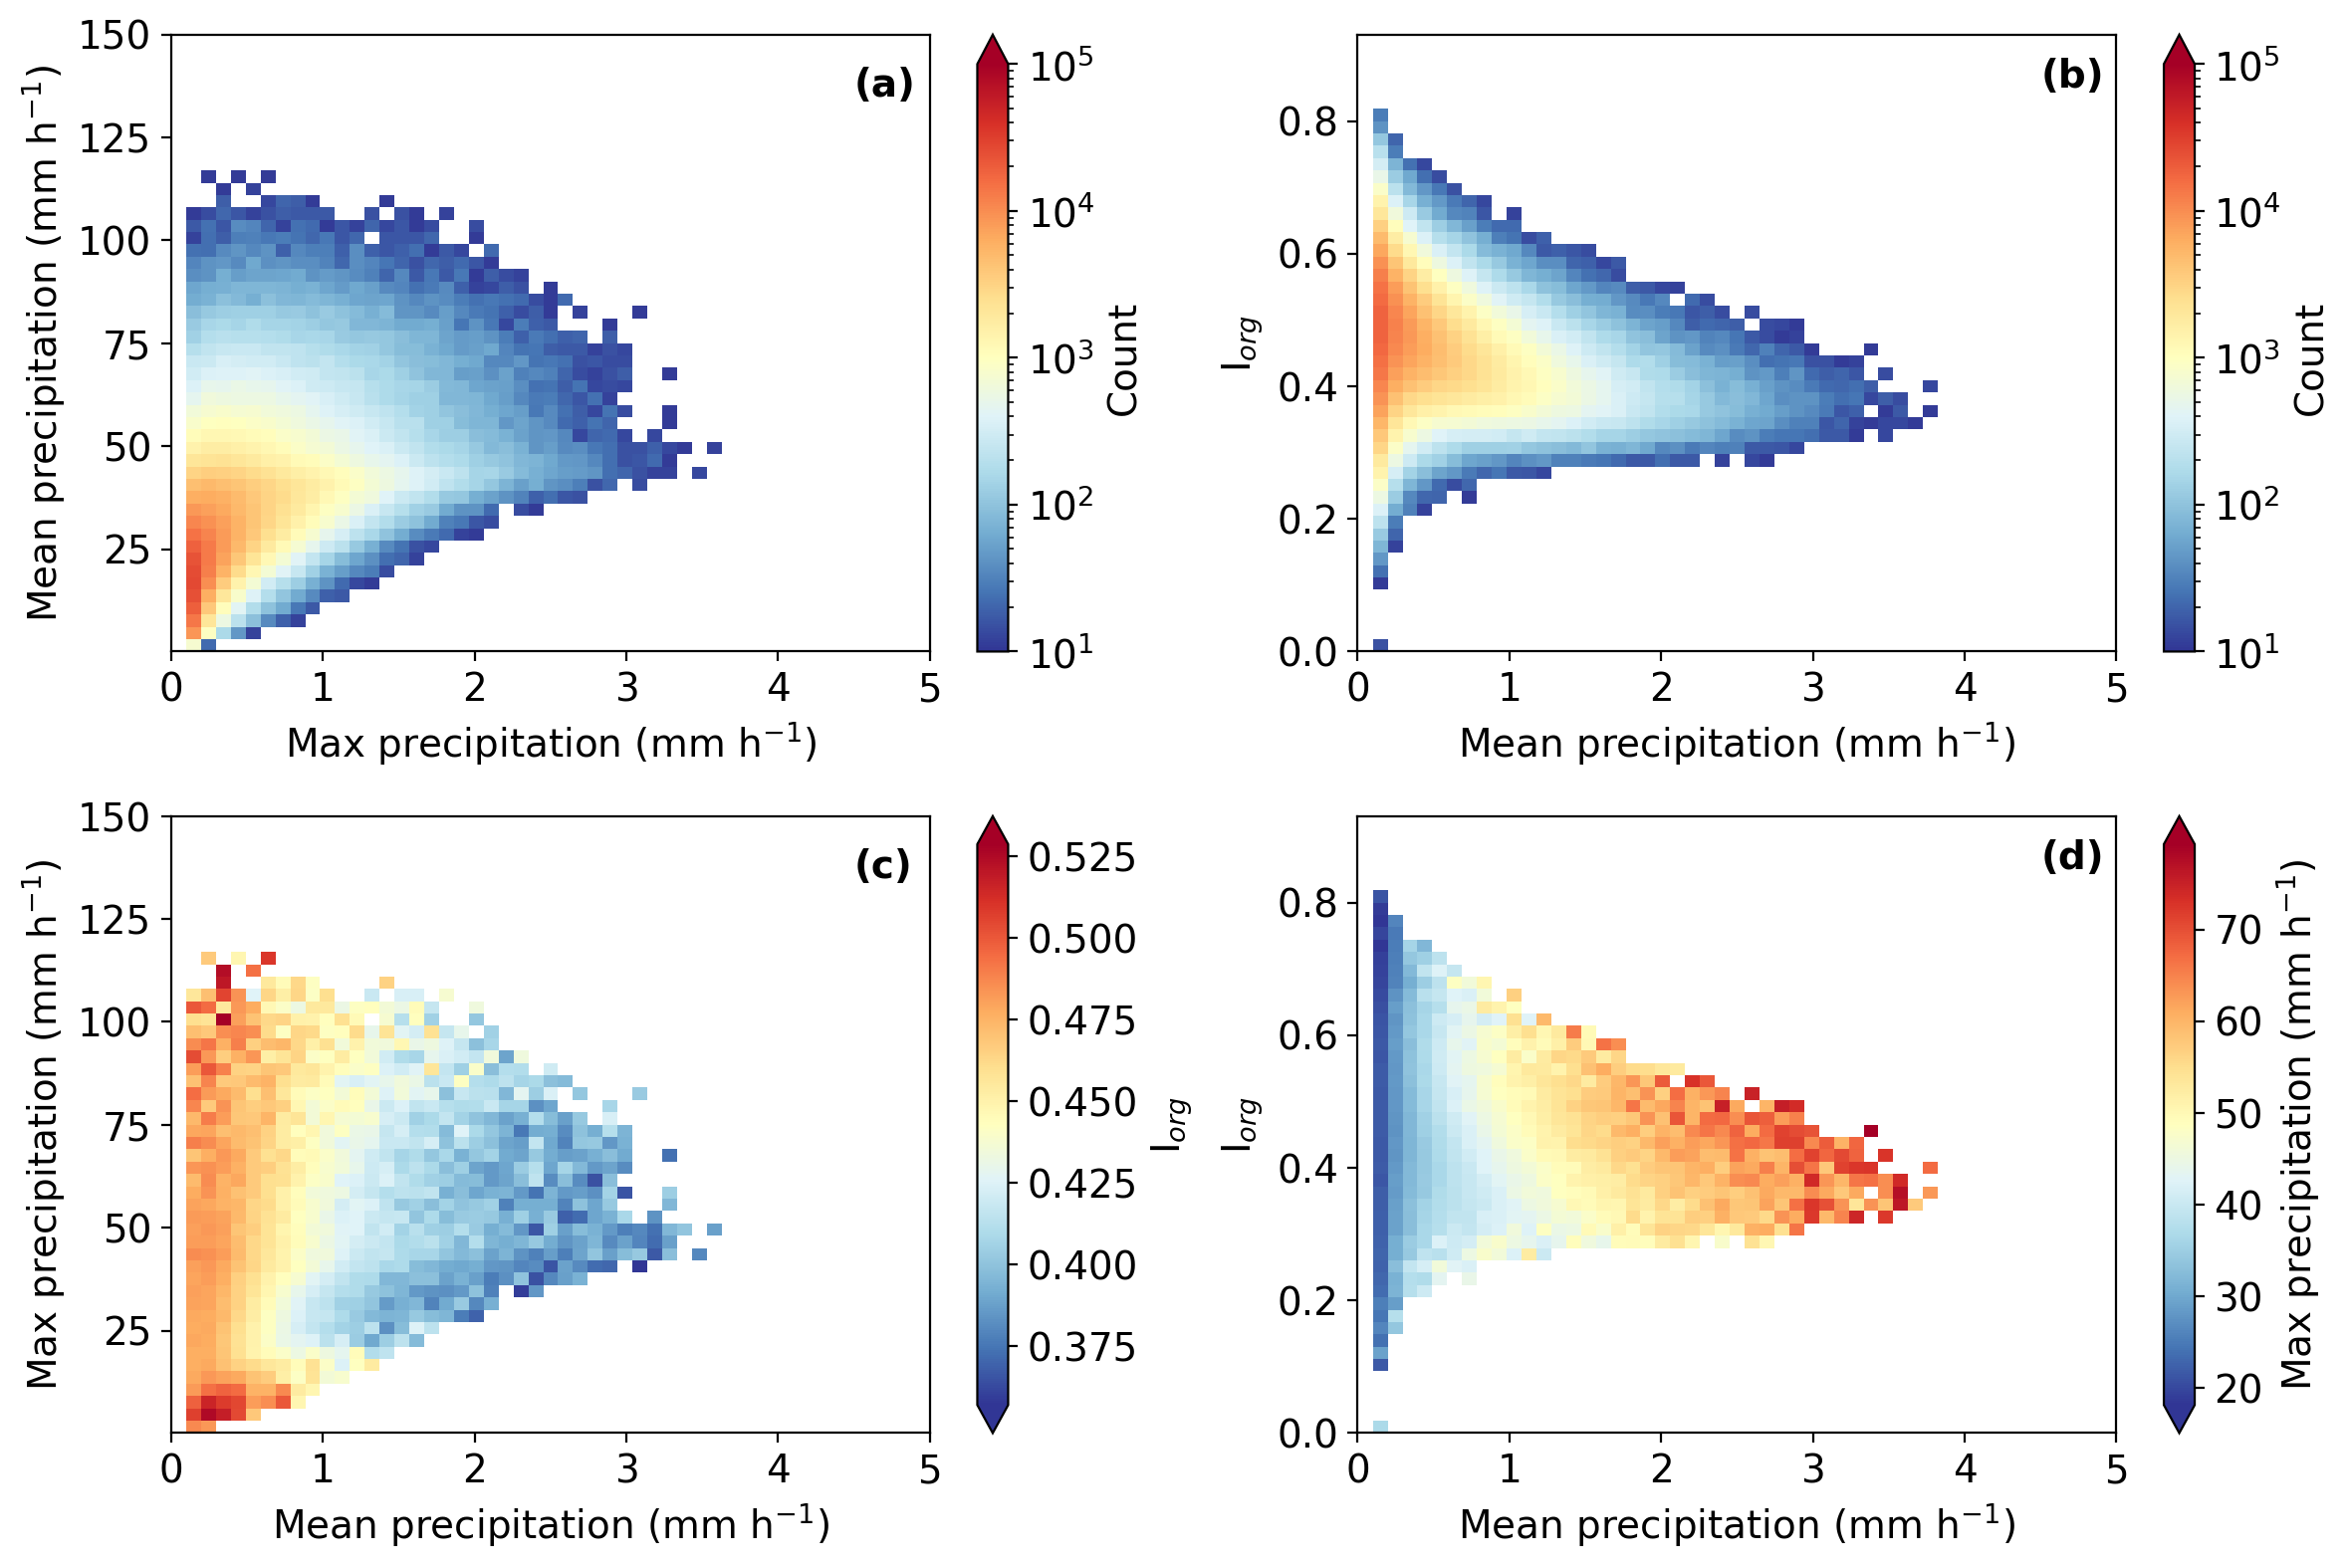 (a)
150
125
100
75
50
25
Mean precipitation (mm h⁻¹)
0 1 2 3 4 5
Max precipitation (mm h⁻¹)
10⁵
10⁴
10³
10²
10¹
Count
(b)
0.8
0.6
0.4
0.2
0.0
I_org
0 1 2 3 4 5
Mean precipitation (mm h⁻¹)
10⁵
10⁴
10³
10²
10¹
Count
(c)
150
125
100
75
50
25
Max precipitation (mm h⁻¹)
0 1 2 3 4 5
Mean precipitation (mm h⁻¹)
0.525
0.500
0.475
0.450
0.425
0.400
0.375
I_org
(d)
0.8
0.6
0.4
0.2
0.0
I_org
0 1 2 3 4 5
Mean precipitation (mm h⁻¹)
70
60
50
40
30
20
Max precipitation (mm h⁻¹)